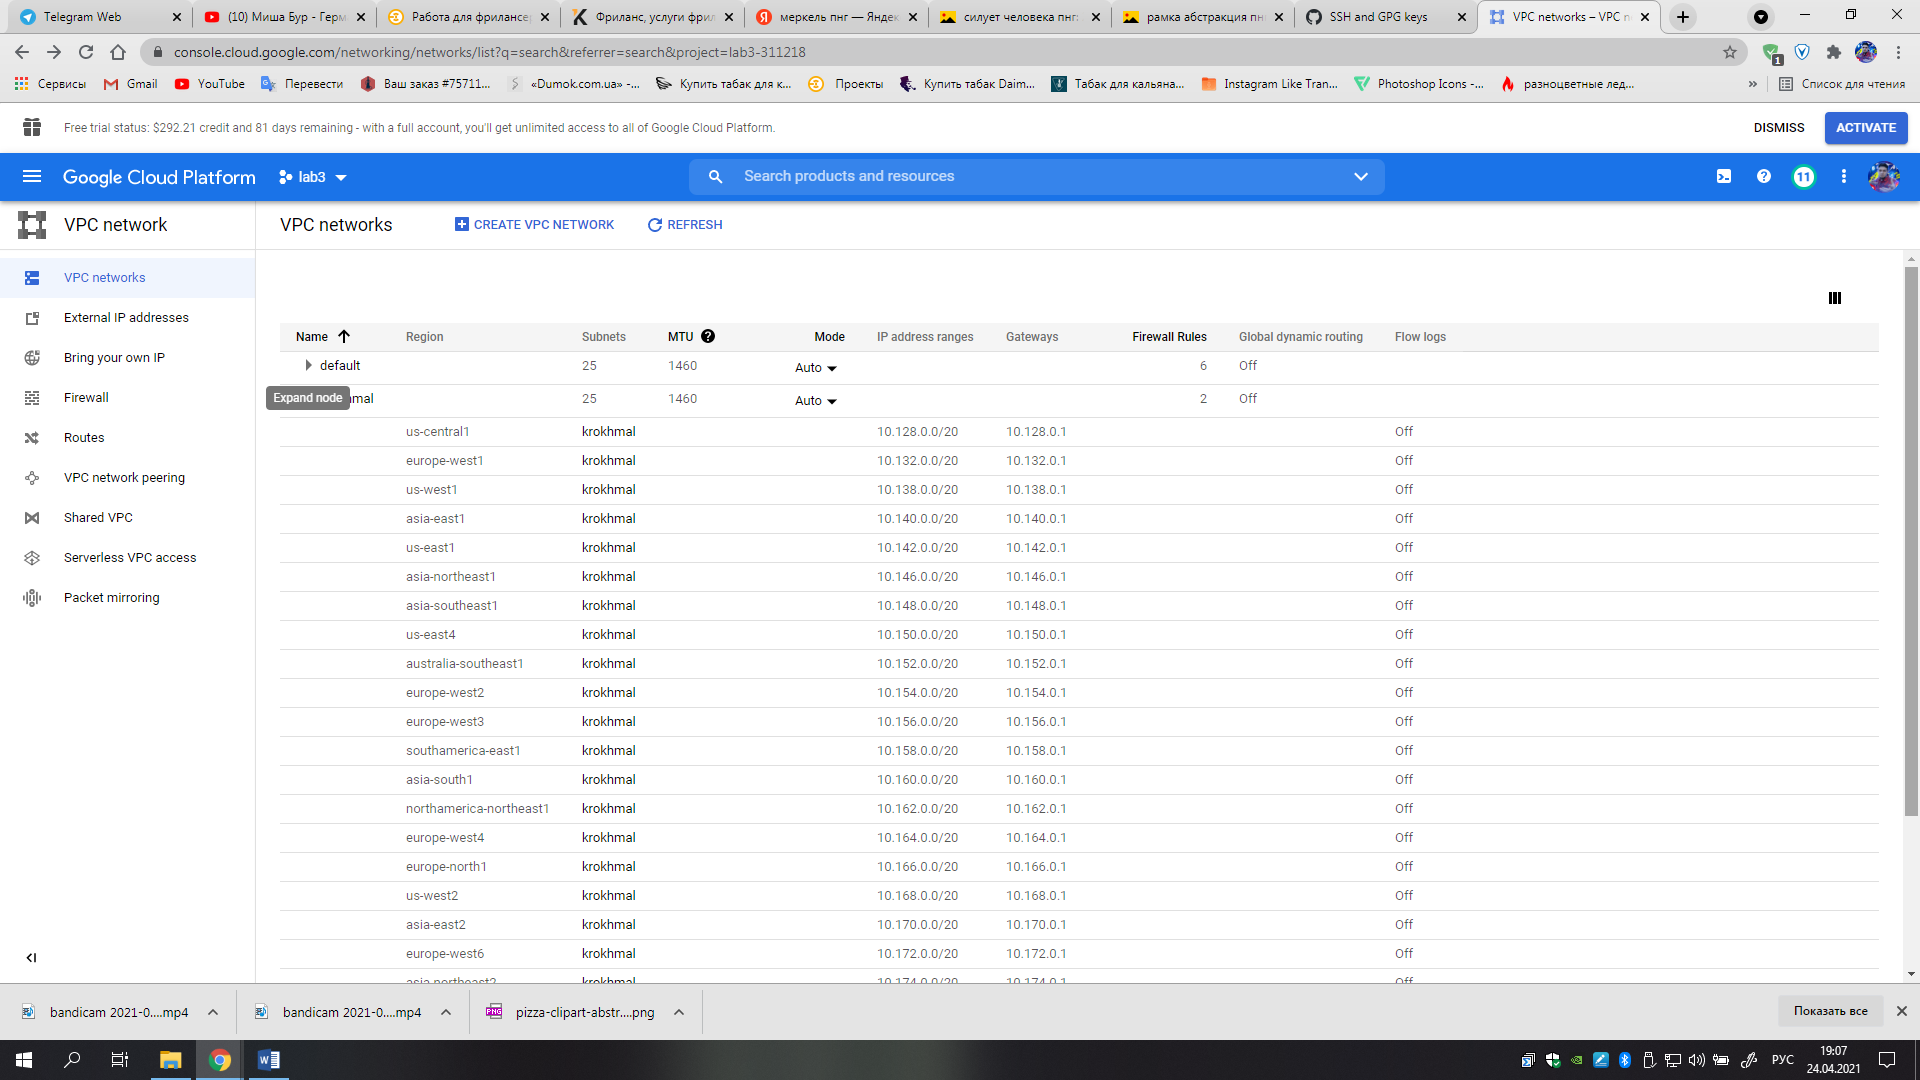 Telegram Web
(10) Миша Бур - Герм
Работа для фрилансе
Фриланс, услуги фрил
меркель пнг — Яндек
силует человека пнг
рамка абстракция пн
SSH and GPG keys
VPC networks – VPC n
console.cloud.google.com/networking/networks/list?q=search&referrer=search&project=lab3-311218
1
Сервисы
Gmail
YouTube
Перевести
Ваш заказ #75711...
«Dumok.com.ua» -...
Купить табак для к...
Проекты
Купить табак Daim...
Табак для кальяна...
Instagram Like Tran...
Photoshop Icons -...
разноцветные лед...
»
Список для чтения
Free trial status: $292.21 credit and 81 days remaining - with a full account, you'll get unlimited access to all of Google Cloud Platform.
DISMISS
ACTIVATE
Google Cloud Platform
lab3
Search products and resources
11
VPC network
VPC networks
CREATE VPC NETWORK
REFRESH
VPC networks
External IP addresses
Bring your own IP
Firewall
Routes
VPC network peering
Shared VPC
Serverless VPC access
Packet mirroring
Name Region Subnets MTU Mode IP address ranges Gateways Firewall Rules Global dynamic routing Flow logs
default 25 1460 Auto 6 Off
Expand node
mal 25 1460 Auto 2 Off
us-central1 krokhmal 10.128.0.0/20 10.128.0.1 Off
europe-west1 krokhmal 10.132.0.0/20 10.132.0.1 Off
us-west1 krokhmal 10.138.0.0/20 10.138.0.1 Off
asia-east1 krokhmal 10.140.0.0/20 10.140.0.1 Off
us-east1 krokhmal 10.142.0.0/20 10.142.0.1 Off
asia-northeast1 krokhmal 10.146.0.0/20 10.146.0.1 Off
asia-southeast1 krokhmal 10.148.0.0/20 10.148.0.1 Off
us-east4 krokhmal 10.150.0.0/20 10.150.0.1 Off
australia-southeast1 krokhmal 10.152.0.0/20 10.152.0.1 Off
europe-west2 krokhmal 10.154.0.0/20 10.154.0.1 Off
europe-west3 krokhmal 10.156.0.0/20 10.156.0.1 Off
southamerica-east1 krokhmal 10.158.0.0/20 10.158.0.1 Off
asia-south1 krokhmal 10.160.0.0/20 10.160.0.1 Off
northamerica-northeast1 krokhmal 10.162.0.0/20 10.162.0.1 Off
europe-west4 krokhmal 10.164.0.0/20 10.164.0.1 Off
europe-north1 krokhmal 10.166.0.0/20 10.166.0.1 Off
us-west2 krokhmal 10.168.0.0/20 10.168.0.1 Off
asia-east2 krokhmal 10.170.0.0/20 10.170.0.1 Off
europe-west6 krokhmal 10.172.0.0/20 10.172.0.1 Off
asia-northeast2 krokhmal 10.174.0.0/20 10.174.0.1 Off
bandicam 2021-0....mp4
bandicam 2021-0....mp4
PNG
pizza-clipart-abstr....png
Показать все
РУС
19:07
24.04.2021